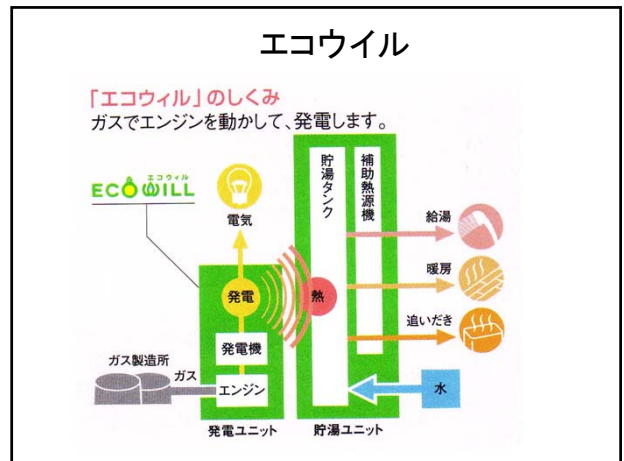 エコウイル
「エコウィル」のしくみ
ガスでエンジンを動かして、発電します。
エコウィル
ECOWILL
電気
貯湯タンク
補助熱源機
給湯
暖房
追いだき
発電
熱
発電機
ガス製造所
ガス
エンジン
水
発電ユニット
貯湯ユニット